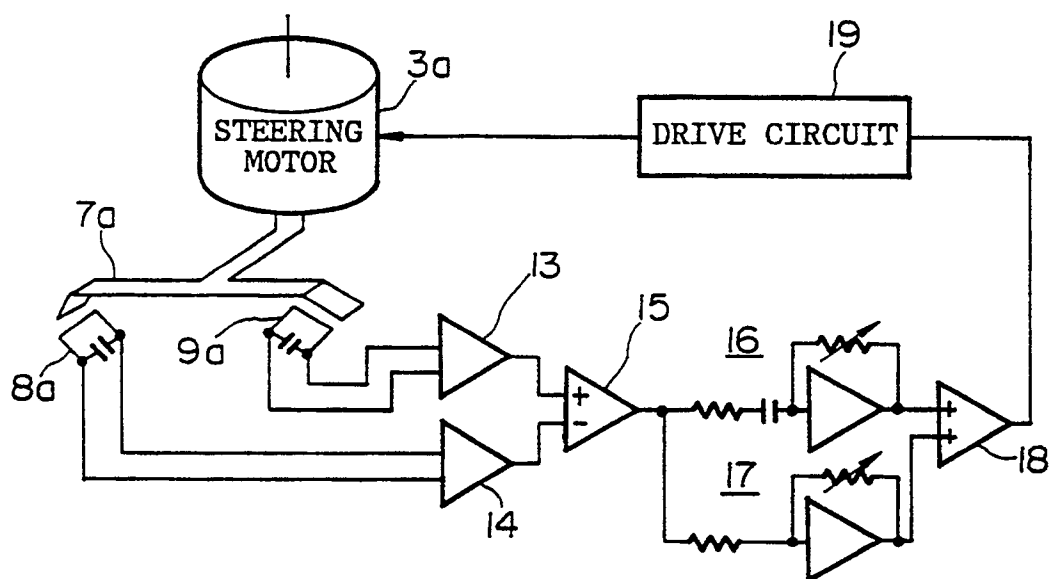 19
3a
STEERING
MOTOR
DRIVE CIRCUIT
7a
13
15
9a
16
8a
+
-
+
+
18
17
14